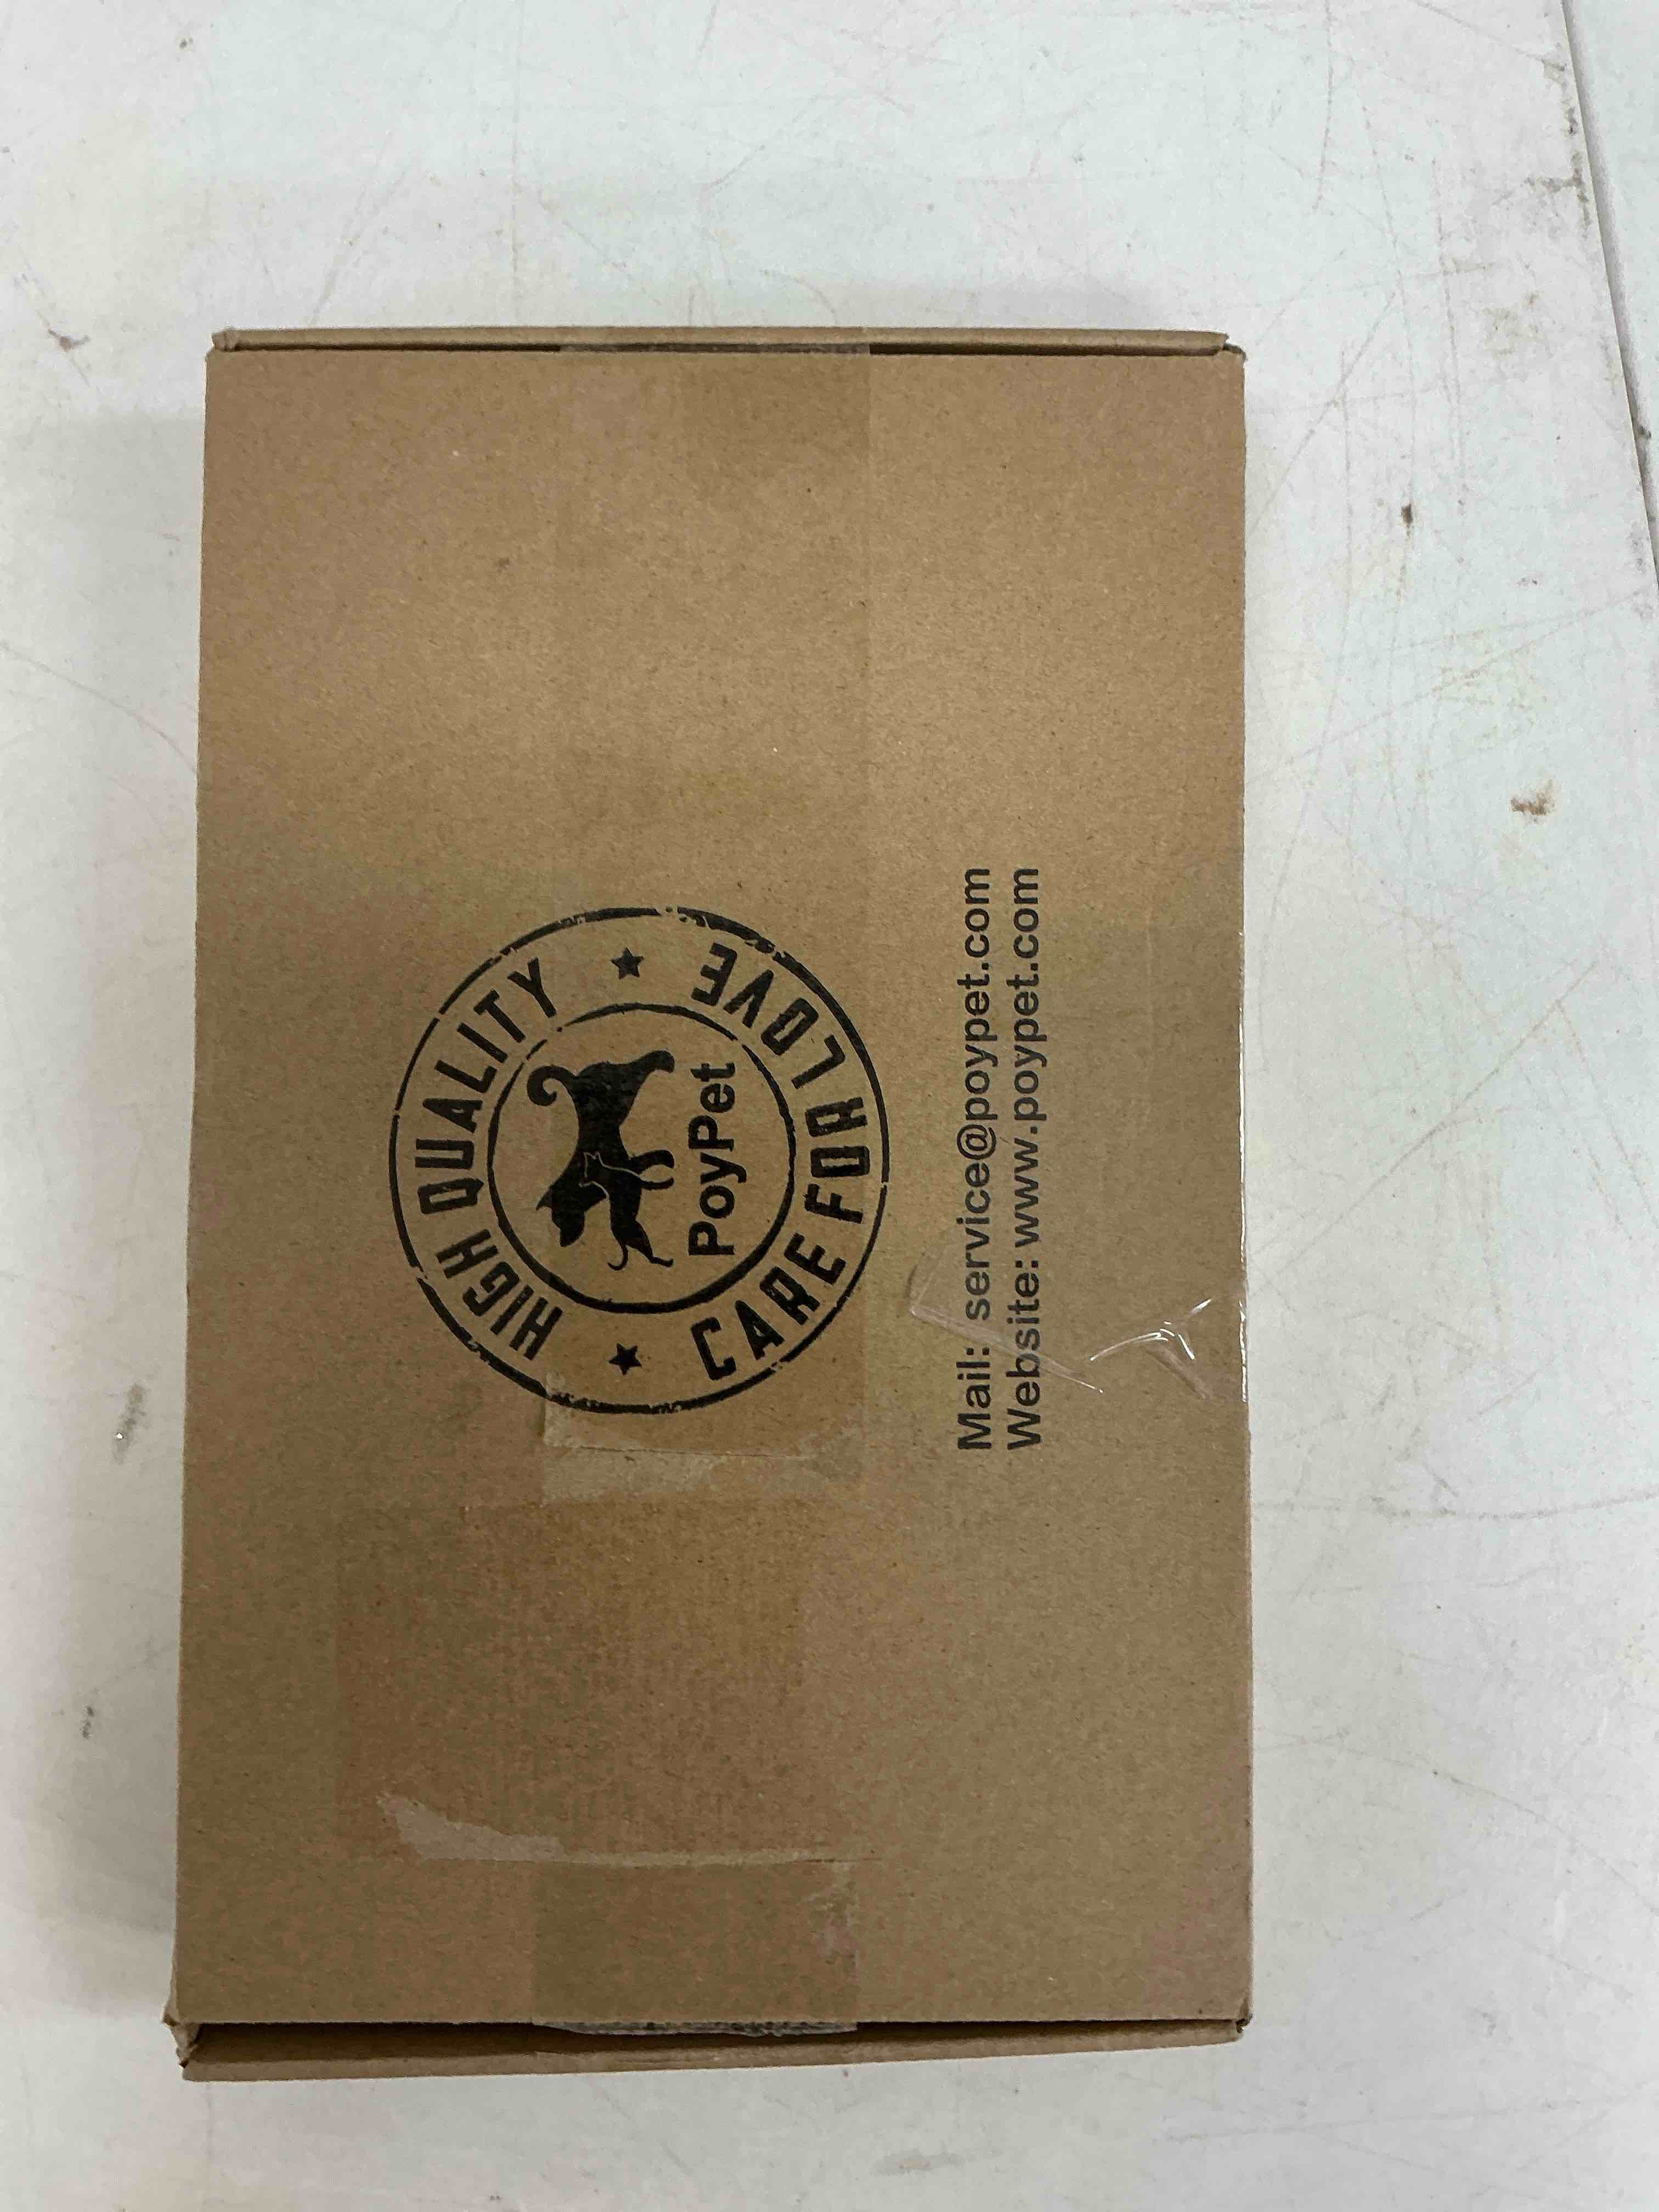 HIGH QUALITY
PoyPet
CARE FOR LOVE
Mail: service@poypet.com
Website: www.poypet.com